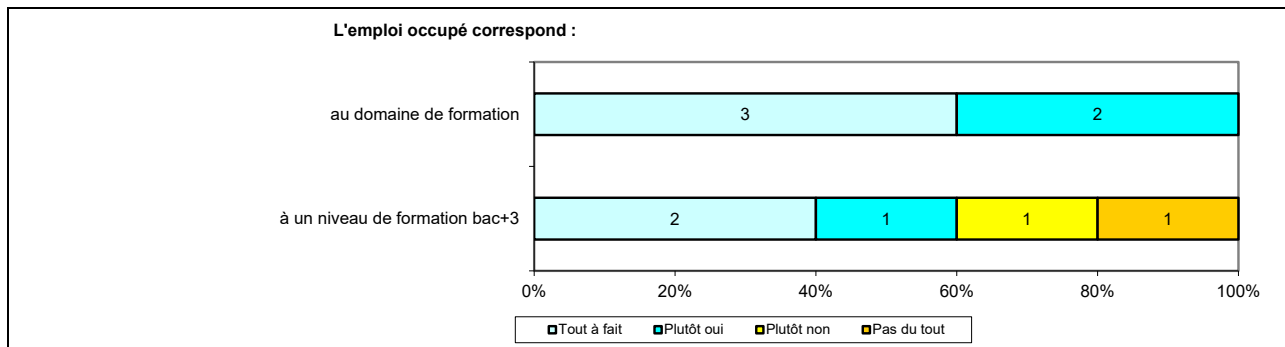 L'emploi occupé correspond :
au domaine de formation
3
2
à un niveau de formation bac+3
2
1
1
1
0%
20%
40%
60%
80%
100%
Tout à fait
Plutôt oui
Plutôt non
Pas du tout